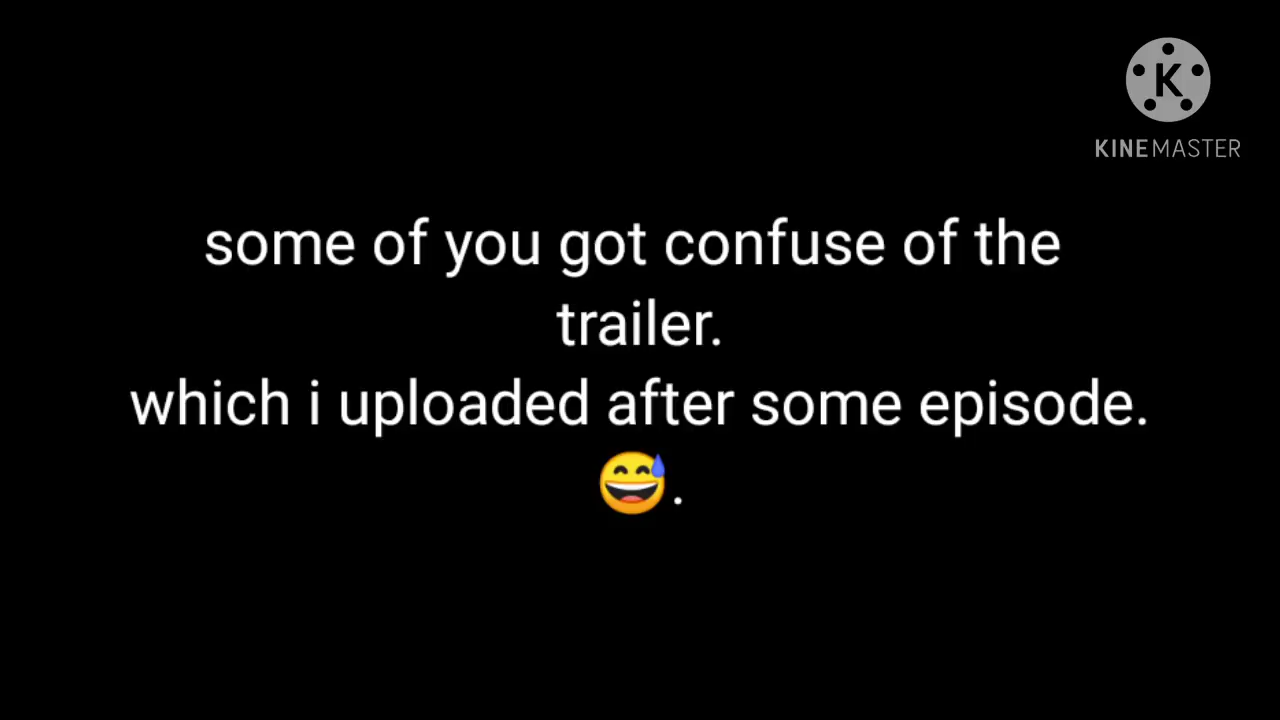 K
KINEMASTER
some of you got confuse of the
trailer.
which i uploaded after some episode.
😅.